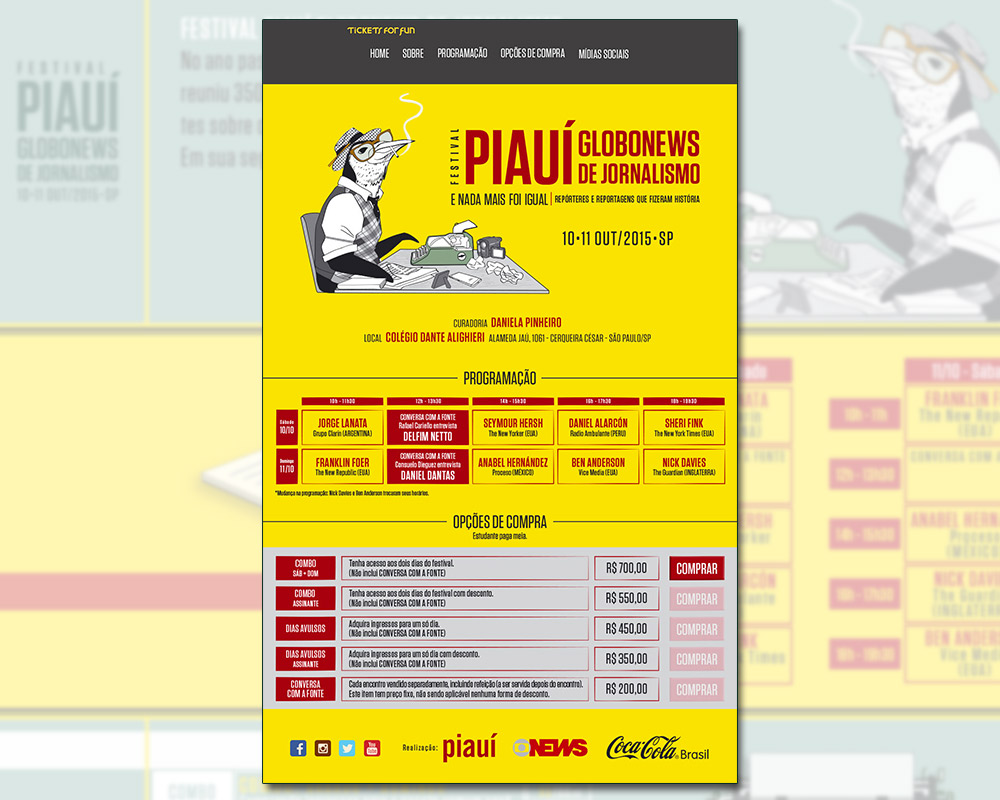 TICKETS FOR FUN
HOME SOBRE PROGRAMAÇÃO OPÇÕES DE COMPRA MÍDIAS SOCIAIS
FESTIVAL
PIAUÍ GLOBONEWS
DE JORNALISMO
E NADA MAIS FOI IGUAL | REPÓRTERES E REPORTAGENS QUE FIZERAM HISTÓRIA
10•11 OUT/2015•SP
CURADORIA DANIELA PINHEIRO
LOCAL COLÉGIO DANTE ALIGHIERI ALAMEDA JAÚ, 1061 - CERQUEIRA CÉSAR - SÃO PAULO/SP
PROGRAMAÇÃO
10h - 11h30 12h - 13h30 14h - 15h30 16h - 17h30 18h - 19h30
Sábado
10/10
JORGE LANATA
Grupo Clarín (ARGENTINA)
CONVERSA COM A FONTE
Rafael Cariello entrevista
DELFIM NETTO
SEYMOUR HERSH
The New Yorker (EUA)
DANIEL ALARCÓN
Radio Ambulante (PERU)
SHERI FINK
The New York Times (EUA)
Domingo
11/10
FRANKLIN FOER
The New Republic (EUA)
CONVERSA COM A FONTE
Consuelo Dieguez entrevista
DANIEL DANTAS
ANABEL HERNÁNDEZ
Proceso (MÉXICO)
BEN ANDERSON
Vice Media (EUA)
NICK DAVIES
The Guardian (INGLATERRA)
*Mudança na programação: Nick Davies e Ben Anderson trocaram seus horários.
OPÇÕES DE COMPRA
Estudante paga meia.
COMBO
SÁB + DOM
Tenha acesso aos dois dias do festival.
(Não inclui CONVERSA COM A FONTE)
R$ 700,00 COMPRAR
COMBO
ASSINANTE
Tenha acesso aos dois dias do festival com desconto.
(Não inclui CONVERSA COM A FONTE)
R$ 550,00 COMPRAR
DIAS AVULSOS
Adquira ingressos para um só dia.
(Não inclui CONVERSA COM A FONTE)
R$ 450,00 COMPRAR
DIAS AVULSOS
ASSINANTE
Adquira ingressos para um só dia com desconto.
(Não inclui CONVERSA COM A FONTE)
R$ 350,00 COMPRAR
CONVERSA
COM A FONTE
Cada encontro vendido separadamente, incluindo refeição (a ser servida depois do encontro).
Este item tem preço fixo, não sendo aplicável nenhuma forma de desconto.
R$ 200,00 COMPRAR
You Tube
Realização: piauí NEWS Coca-Cola Brasil